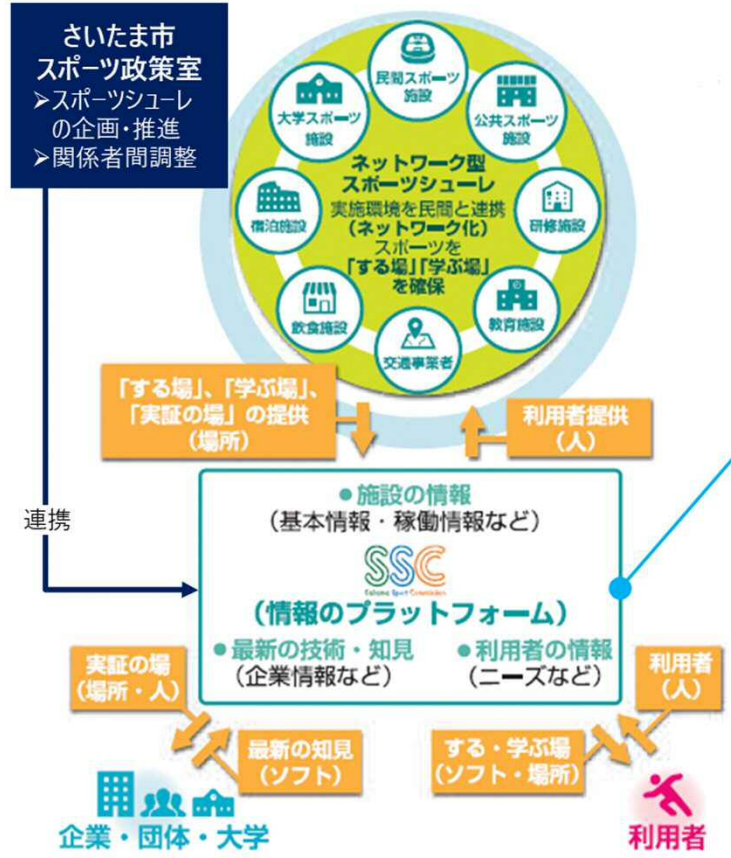 さいたま市
スポーツ政策室
➢スポーツシューレ
の企画・推進
➢関係者間調整
民間スポーツ
施設
大学スポーツ
施設
公共スポーツ
施設
ネットワーク型
スポーツシューレ
実施環境を民間と連携
(ネットワーク化)
スポーツを
「する場」「学ぶ場」
を確保
宿泊施設
研修施設
飲食施設
教育施設
交通事業者
「する場」、「学ぶ場」、
「実証の場」の提供
(場所)
利用者提供
(人)
連携
●施設の情報
(基本情報・稼働情報など)
SSC
Saitama Sport Commission
(情報のプラットフォーム)
●最新の技術・知見
(企業情報など)
●利用者の情報
(ニーズなど)
実証の場
(場所・人)
最新の知見
(ソフト)
する・学ぶ場
(ソフト・場所)
利用者
(人)
企業・団体・大学
利用者